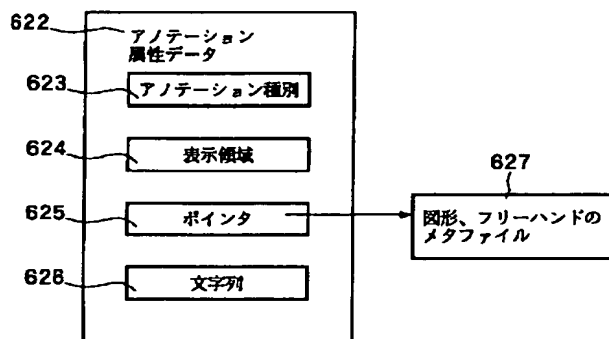 622
アノテーション
属性データ
623
アノテーション種別
624
表示領域
627
625
ポインタ
図形、フリーハンドの
メタファイル
626
文字列